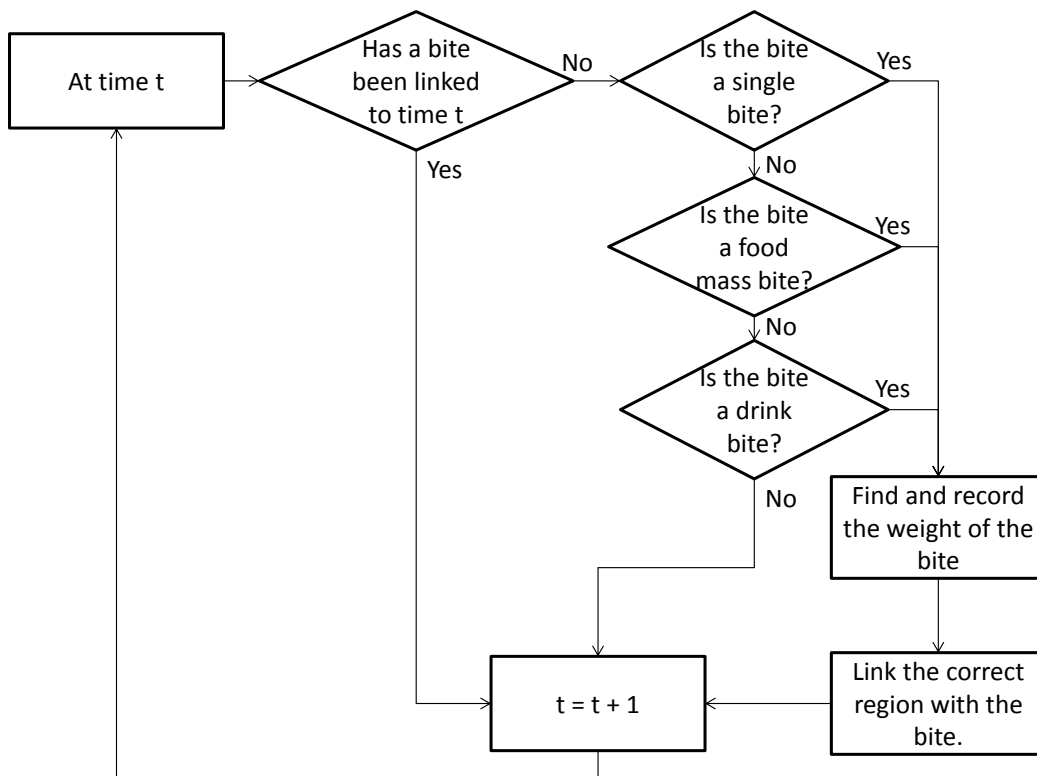 At time t
Has a bite
been linked
to time t
No
Yes
Is the bite
a single
bite?
Yes
No
Is the bite
a food
mass bite?
Yes
No
Is the bite
a drink
bite?
Yes
No
Find and record
the weight of the
bite
Link the correct
region with the
bite.
t = t + 1